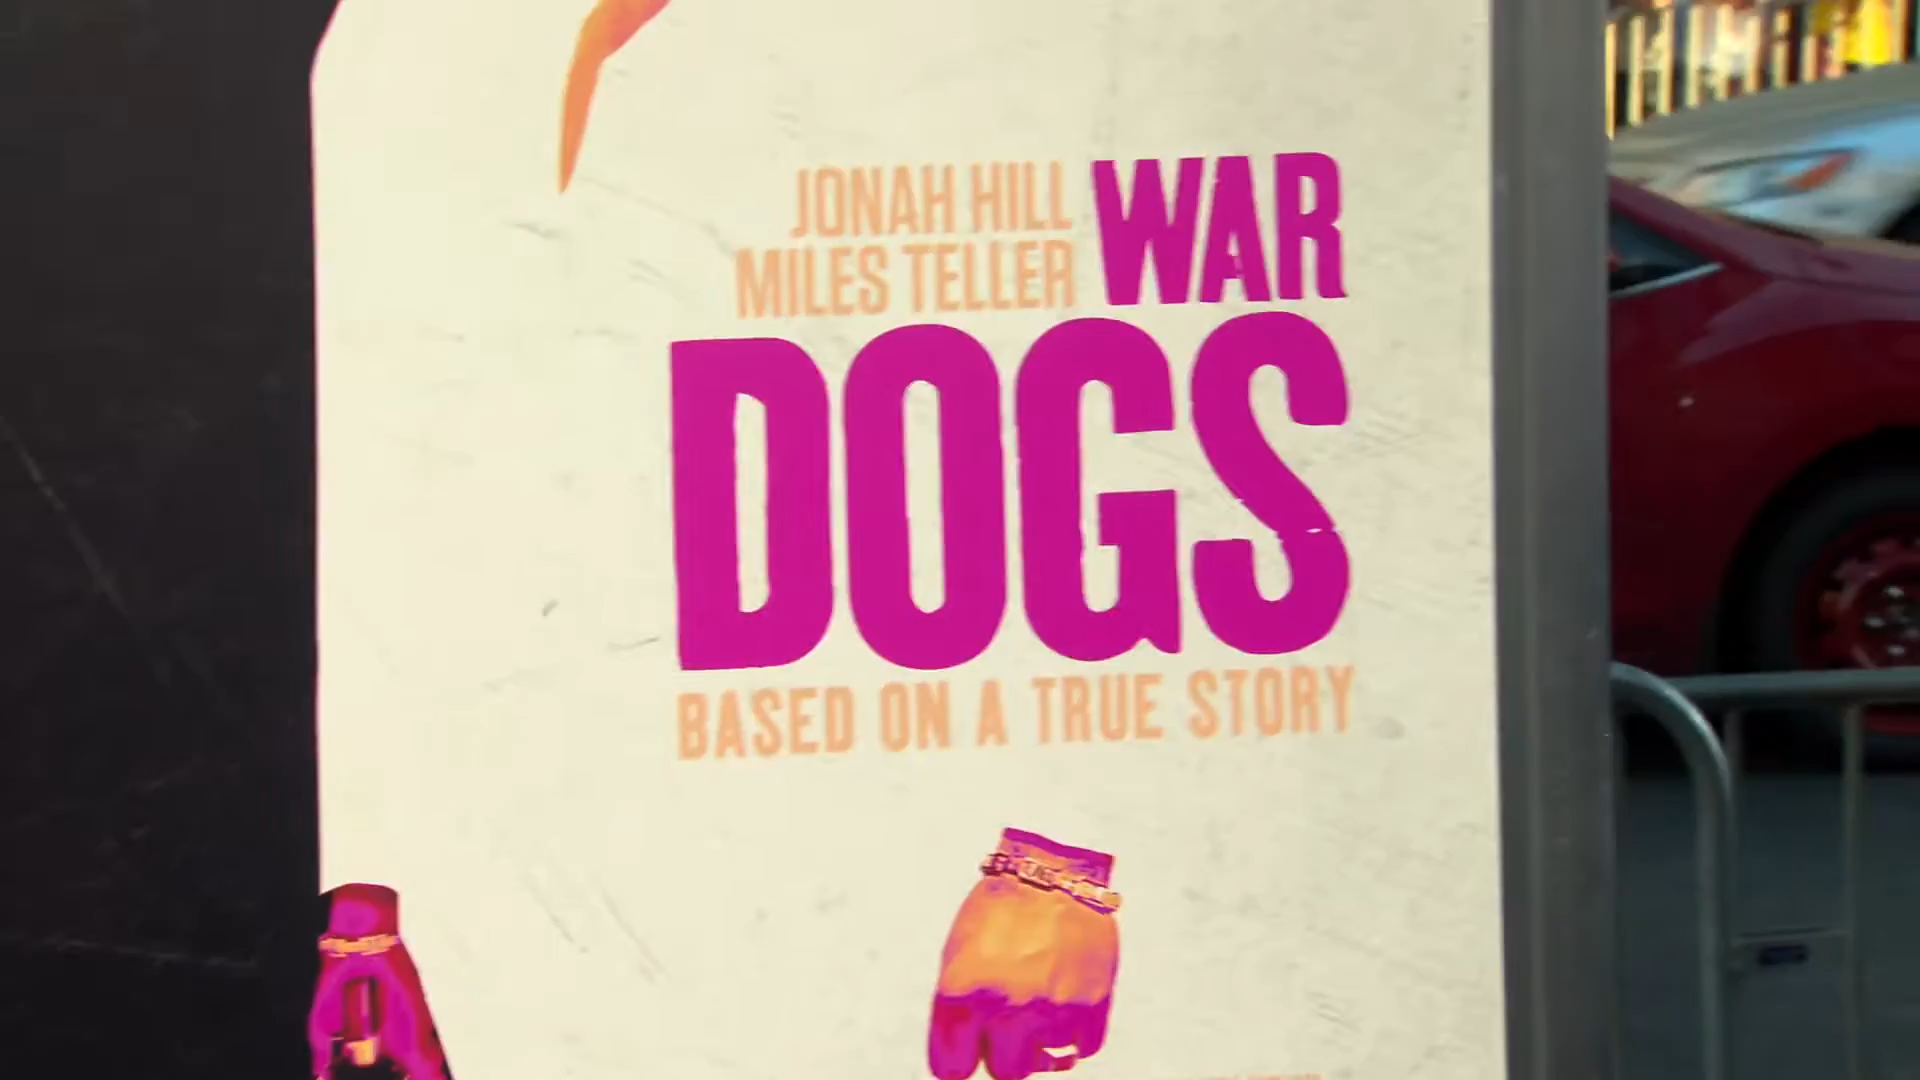 JONAH HILL
MILES TELLER
WAR
DOGS
BASED ON A TRUE STORY